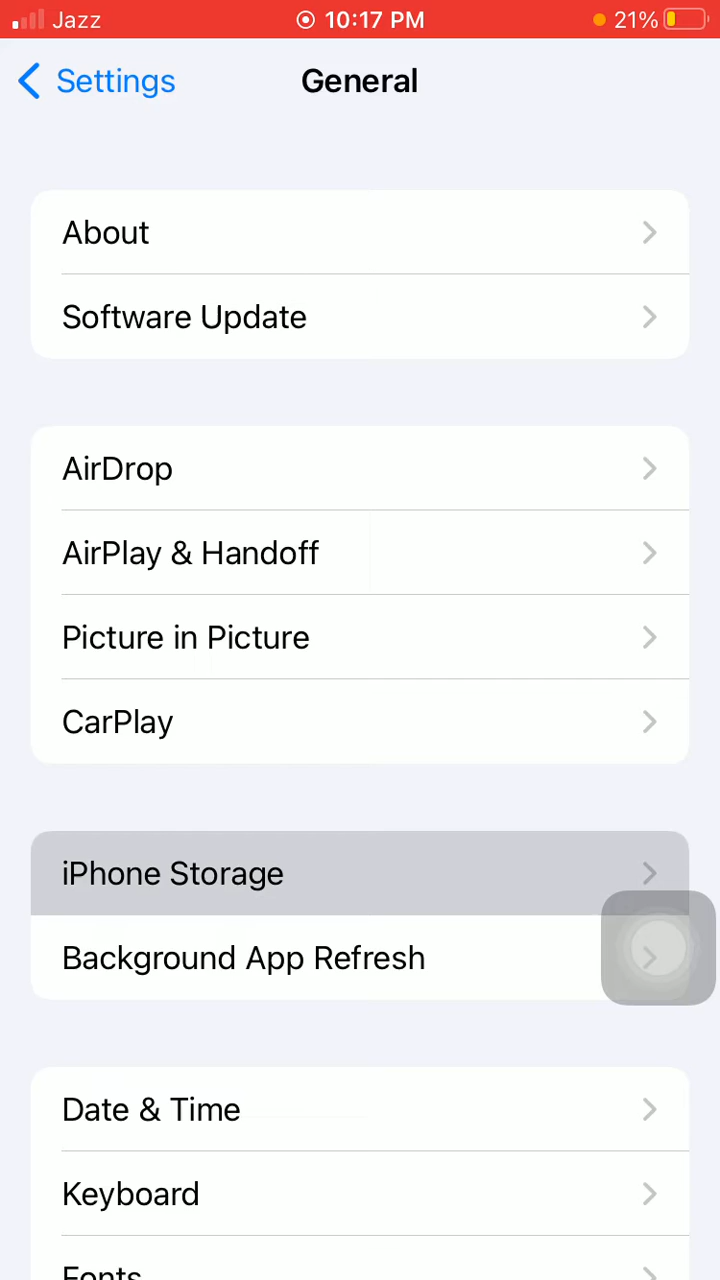 Jazz 10:17 PM 21%
Settings General
About
Software Update
AirDrop
AirPlay & Handoff
Picture in Picture
CarPlay
iPhone Storage
Background App Refresh
Date & Time
Keyboard
Fonts